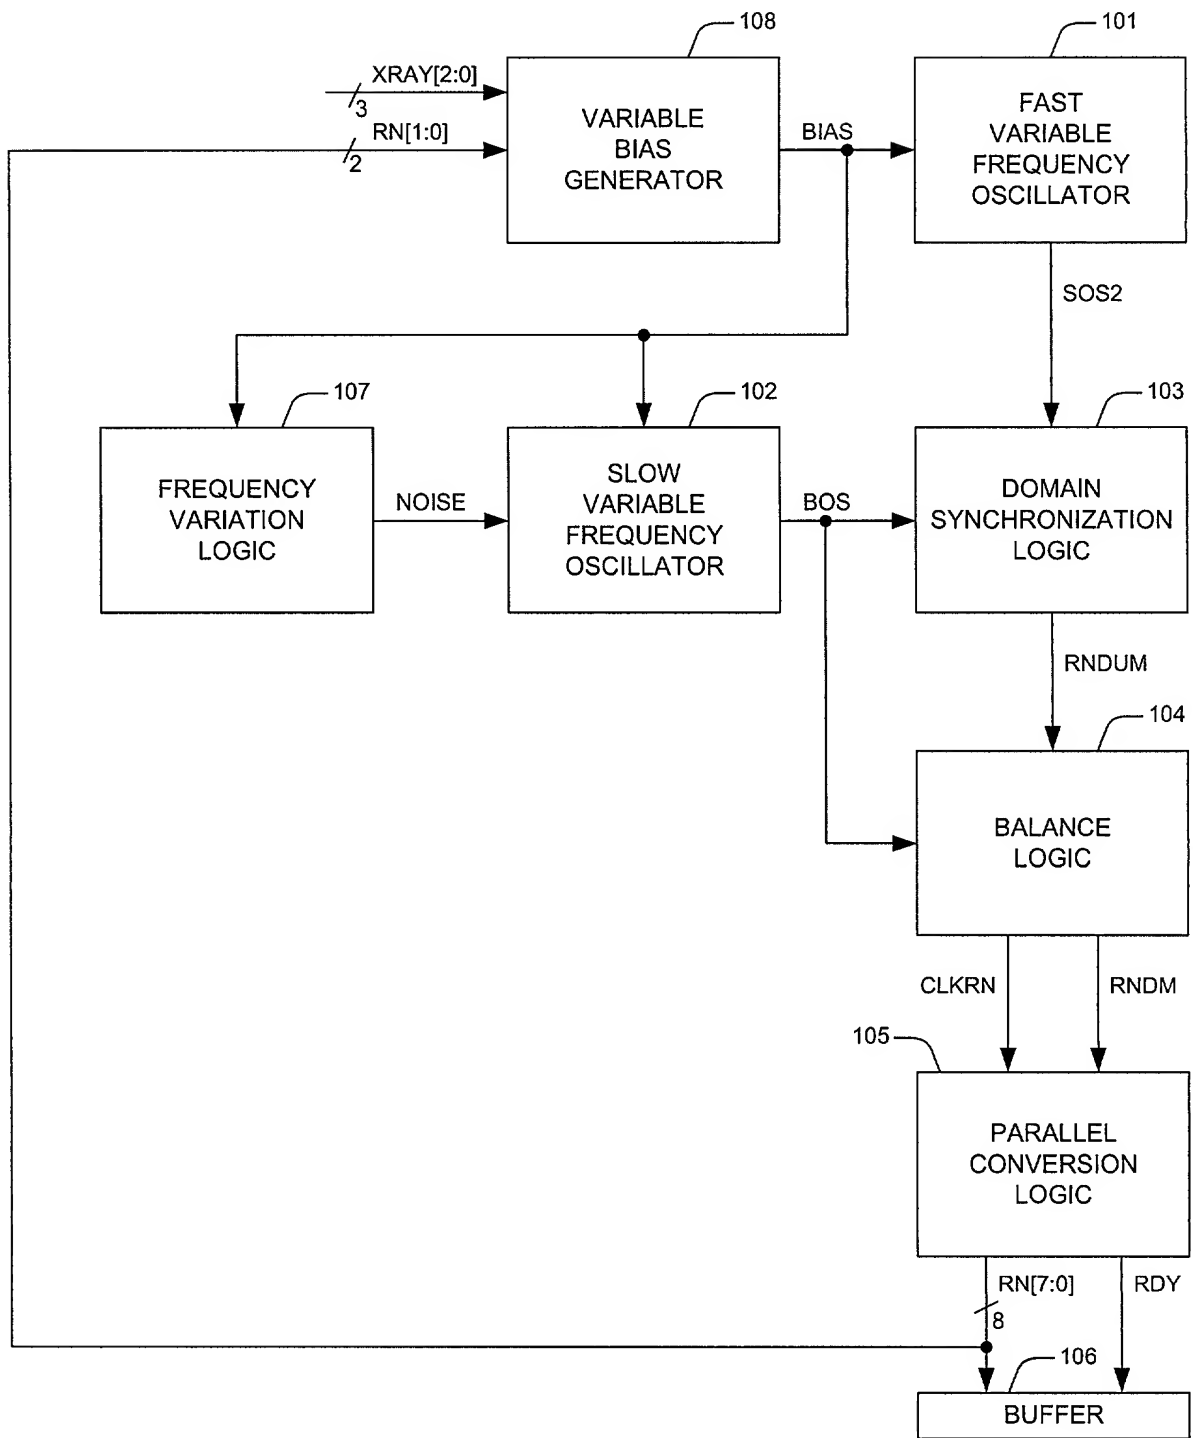 108
101
XRAY[2:0]
3
RN[1:0]
2
VARIABLE
BIAS
GENERATOR
BIAS
FAST
VARIABLE
FREQUENCY
OSCILLATOR
SOS2
107
102
103
FREQUENCY
VARIATION
LOGIC
NOISE
SLOW
VARIABLE
FREQUENCY
OSCILLATOR
BOS
DOMAIN
SYNCHRONIZATION
LOGIC
RNDUM
104
BALANCE
LOGIC
CLKRN
RNDM
105
PARALLEL
CONVERSION
LOGIC
RN[7:0]
8
RDY
106
BUFFER